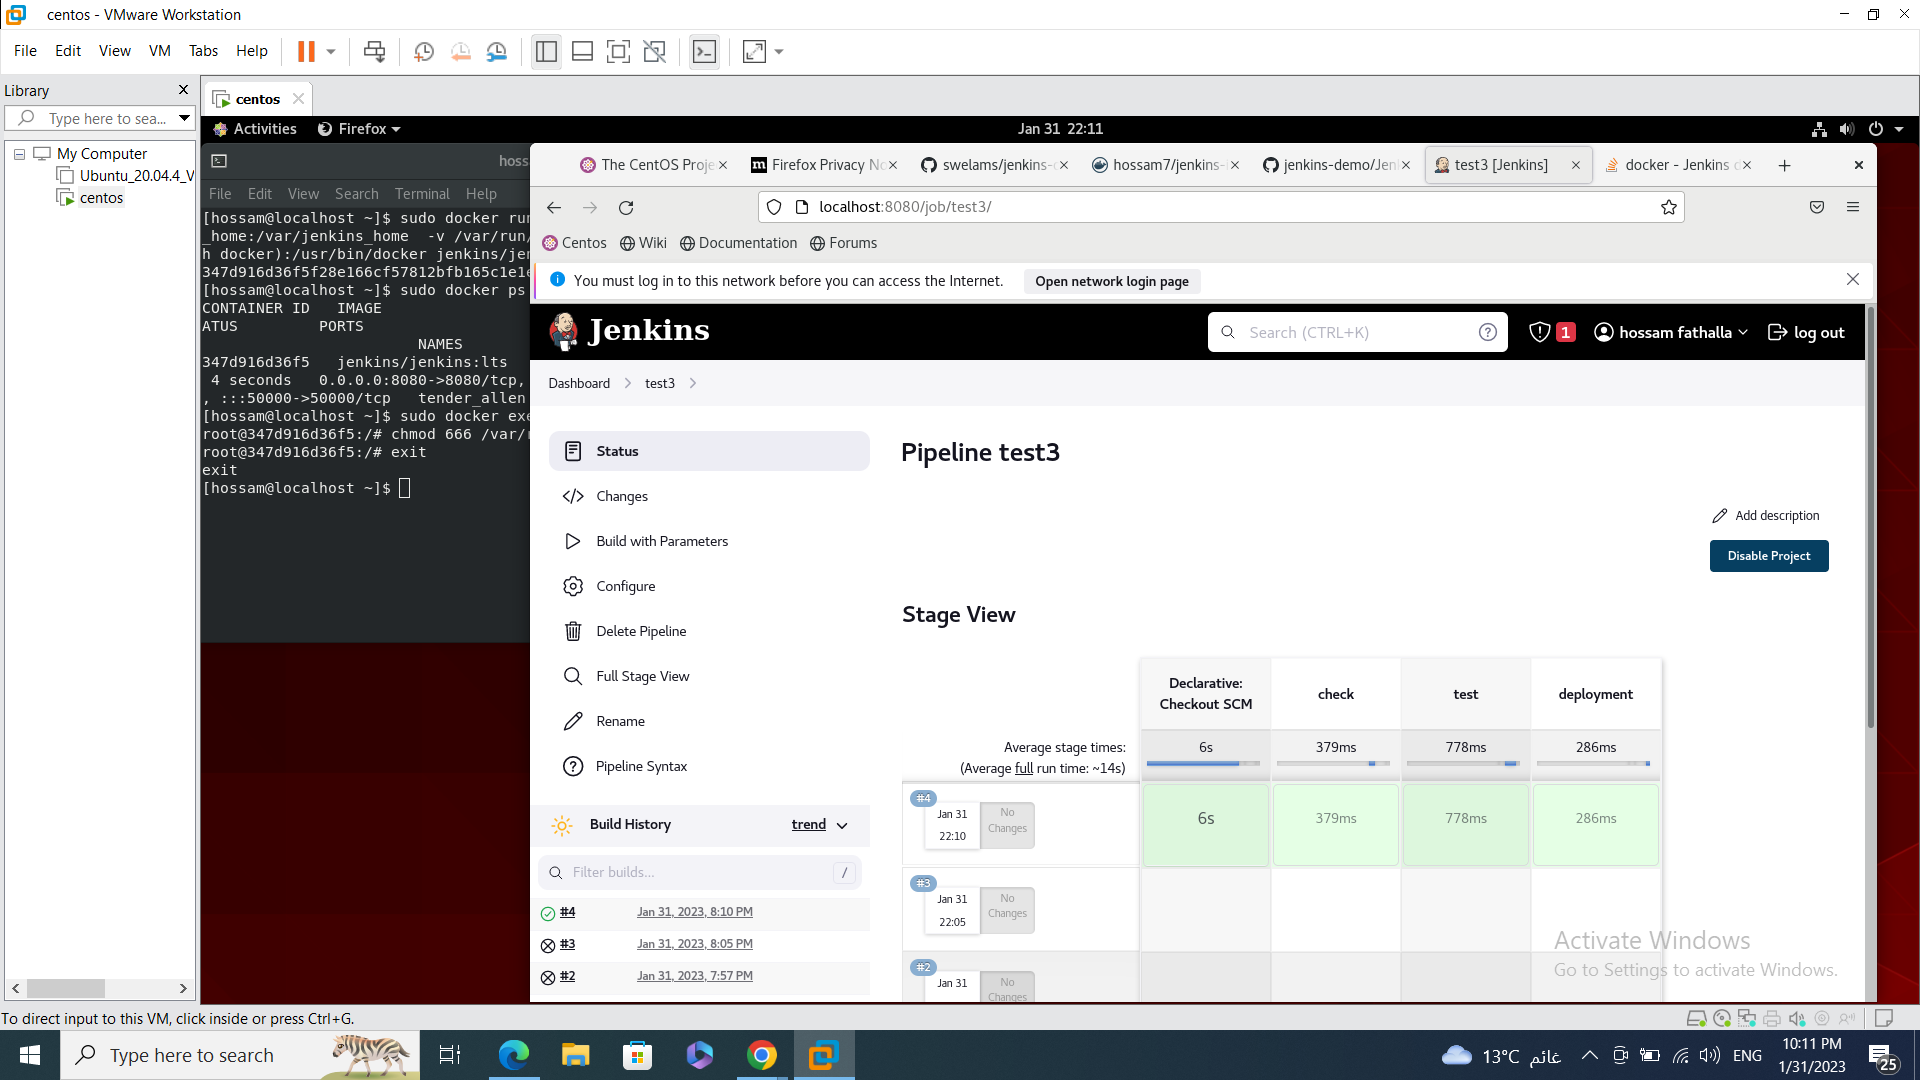 centos - VMware Workstation
File Edit View VM Tabs Help
Library
Type here to sea...
My Computer
Ubuntu_20.04.4_V
centos
centos
Activities Firefox Jan 31 22:11
hoss
File Edit View Search Terminal Help
[hossam@localhost ~]$ sudo docker run
_home:/var/jenkins_home -v /var/run/
h docker):/usr/bin/docker jenkins/jen
347d916d36f5f28e166cf57812bfb165c1e1e
[hossam@localhost ~]$ sudo docker ps
CONTAINER ID IMAGE
ATUS PORTS
NAMES
347d916d36f5 jenkins/jenkins:lts
4 seconds 0.0.0.0:8080->8080/tcp,
, :::50000->50000/tcp tender_allen
[hossam@localhost ~]$ sudo docker exe
root@347d916d36f5:/# chmod 666 /var/r
root@347d916d36f5:/# exit
exit
[hossam@localhost ~]$
The CentOS Proje Firefox Privacy No swelams/jenkins-d hossam7/jenkins- jenkins-demo/Jenk test3 [Jenkins] docker - Jenkins d
localhost:8080/job/test3/
Centos Wiki Documentation Forums
You must log in to this network before you can access the Internet. Open network login page
Jenkins
Search (CTRL+K)
1
hossam fathalla
log out
Dashboard test3
Status
Changes
Build with Parameters
Configure
Delete Pipeline
Full Stage View
Rename
Pipeline Syntax
Build History trend
Filter builds... /
#4 Jan 31, 2023, 8:10 PM
#3 Jan 31, 2023, 8:05 PM
#2 Jan 31, 2023, 7:57 PM
Pipeline test3
Add description
Disable Project
Stage View
Declarative: Checkout SCM check test deployment
Average stage times: 6s 379ms 778ms 286ms
(Average full run time: ~14s)
#4
Jan 31 22:10 No Changes 6s 379ms 778ms 286ms
#3
Jan 31 22:05 No Changes
#2
Jan 31 No Changes
Activate Windows
Go to Settings to activate Windows.
To direct input to this VM, click inside or press Ctrl+G.
Type here to search
13°C غائم
ENG
10:11 PM
1/31/2023
25